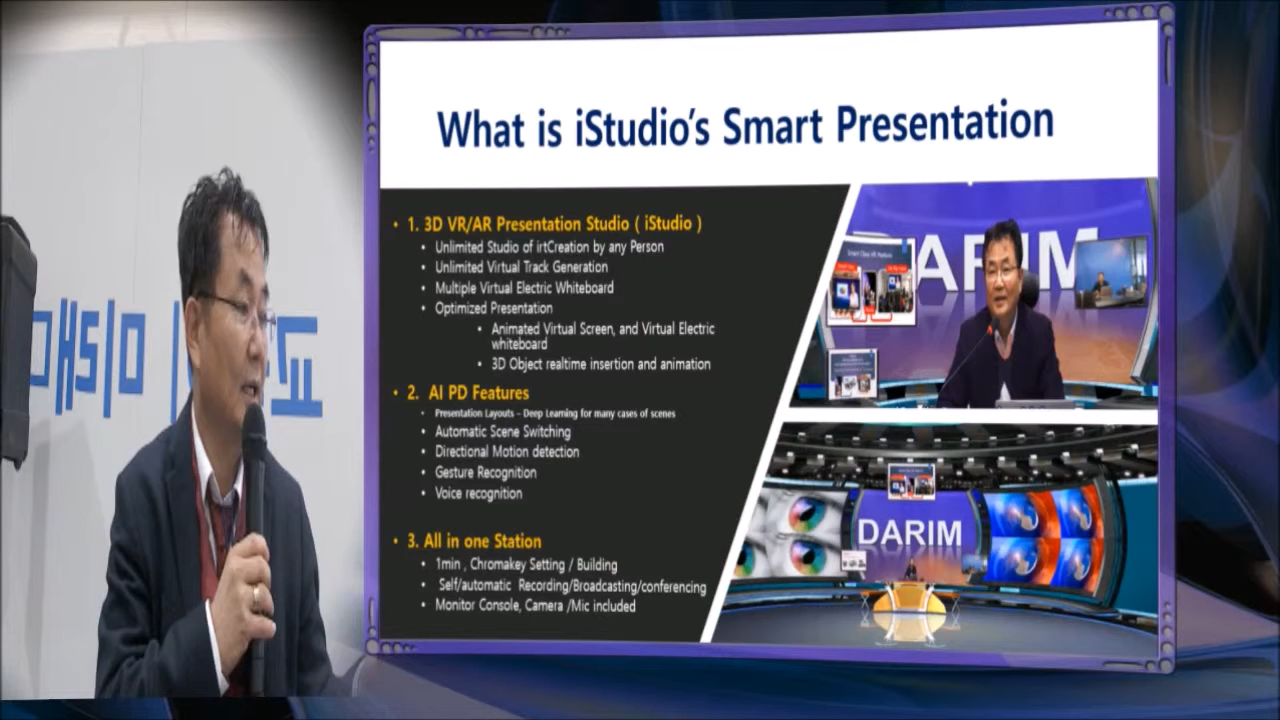 What is iStudio's Smart Presentation
• 1. 3D VR/AR Presentation Studio ( iStudio )
• Unlimited Studio of irtCreation by any Person
• Unlimited Virtual Track Generation
• Multiple Virtual Electric Whiteboard
• Optimized Presentation
• Animated Virtual Screen, and Virtual Electric
whiteboard
• 3D Object realtime insertion and animation
• 2. AI PD Features
• Presentation Layouts – Deep Learning for many cases of scenes
• Automatic Scene Switching
• Directional Motion detection
• Gesture Recognition
• Voice recognition
• 3. All in one Station
• 1min , Chromakey Setting / Building
• Self/automatic Recording/Broadcasting/conferencing
• Monitor Console, Camera /Mic included
DARIM
DARIM